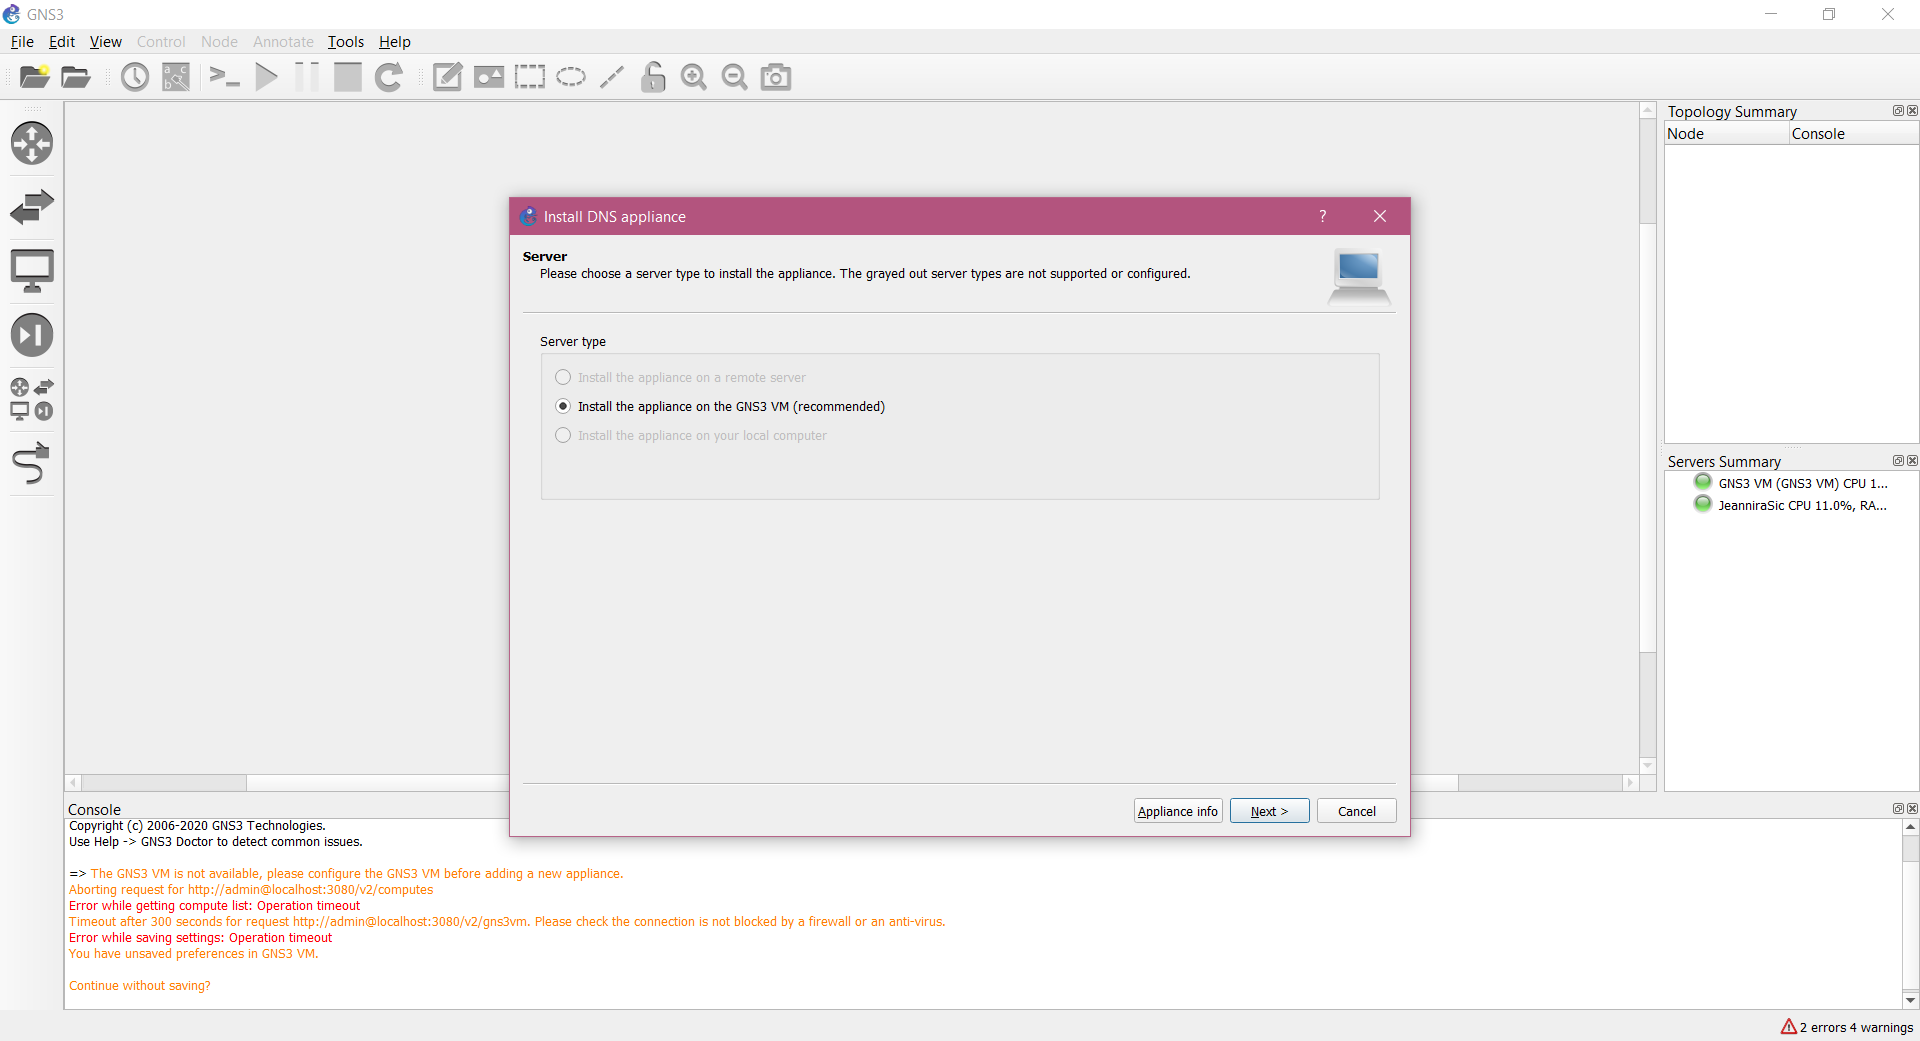 GNS3
File Edit View Control Node Annotate Tools Help
a c
b
Topology Summary
Node Console
Install DNS appliance
?
Server
Please choose a server type to install the appliance. The grayed out server types are not supported or configured.
Server type
Install the appliance on a remote server
Install the appliance on the GNS3 VM (recommended)
Install the appliance on your local computer
Appliance info Next > Cancel
Servers Summary
GNS3 VM (GNS3 VM) CPU 1...
JeanniraSic CPU 11.0%, RA...
Console
Copyright (c) 2006-2020 GNS3 Technologies.
Use Help -> GNS3 Doctor to detect common issues.
=> The GNS3 VM is not available, please configure the GNS3 VM before adding a new appliance.
Aborting request for http://admin@localhost:3080/v2/computes
Error while getting compute list: Operation timeout
Timeout after 300 seconds for request http://admin@localhost:3080/v2/gns3vm. Please check the connection is not blocked by a firewall or an anti-virus.
Error while saving settings: Operation timeout
You have unsaved preferences in GNS3 VM.
Continue without saving?
2 errors 4 warnings